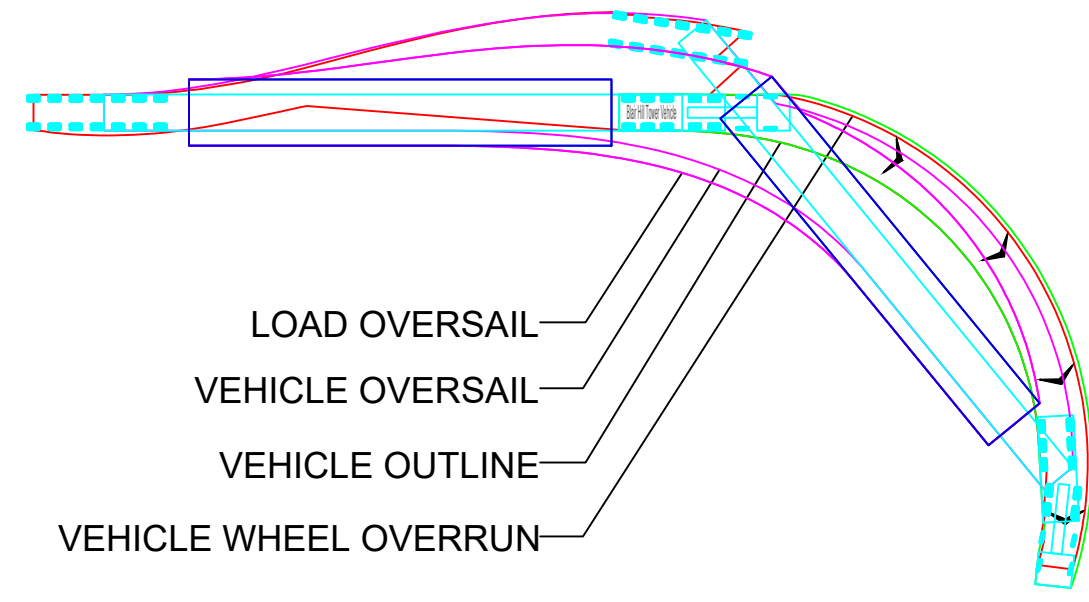 Blair Hill Tower Vehicle
LOAD OVERSAIL
VEHICLE OVERSAIL
VEHICLE OUTLINE
VEHICLE WHEEL OVERRUN